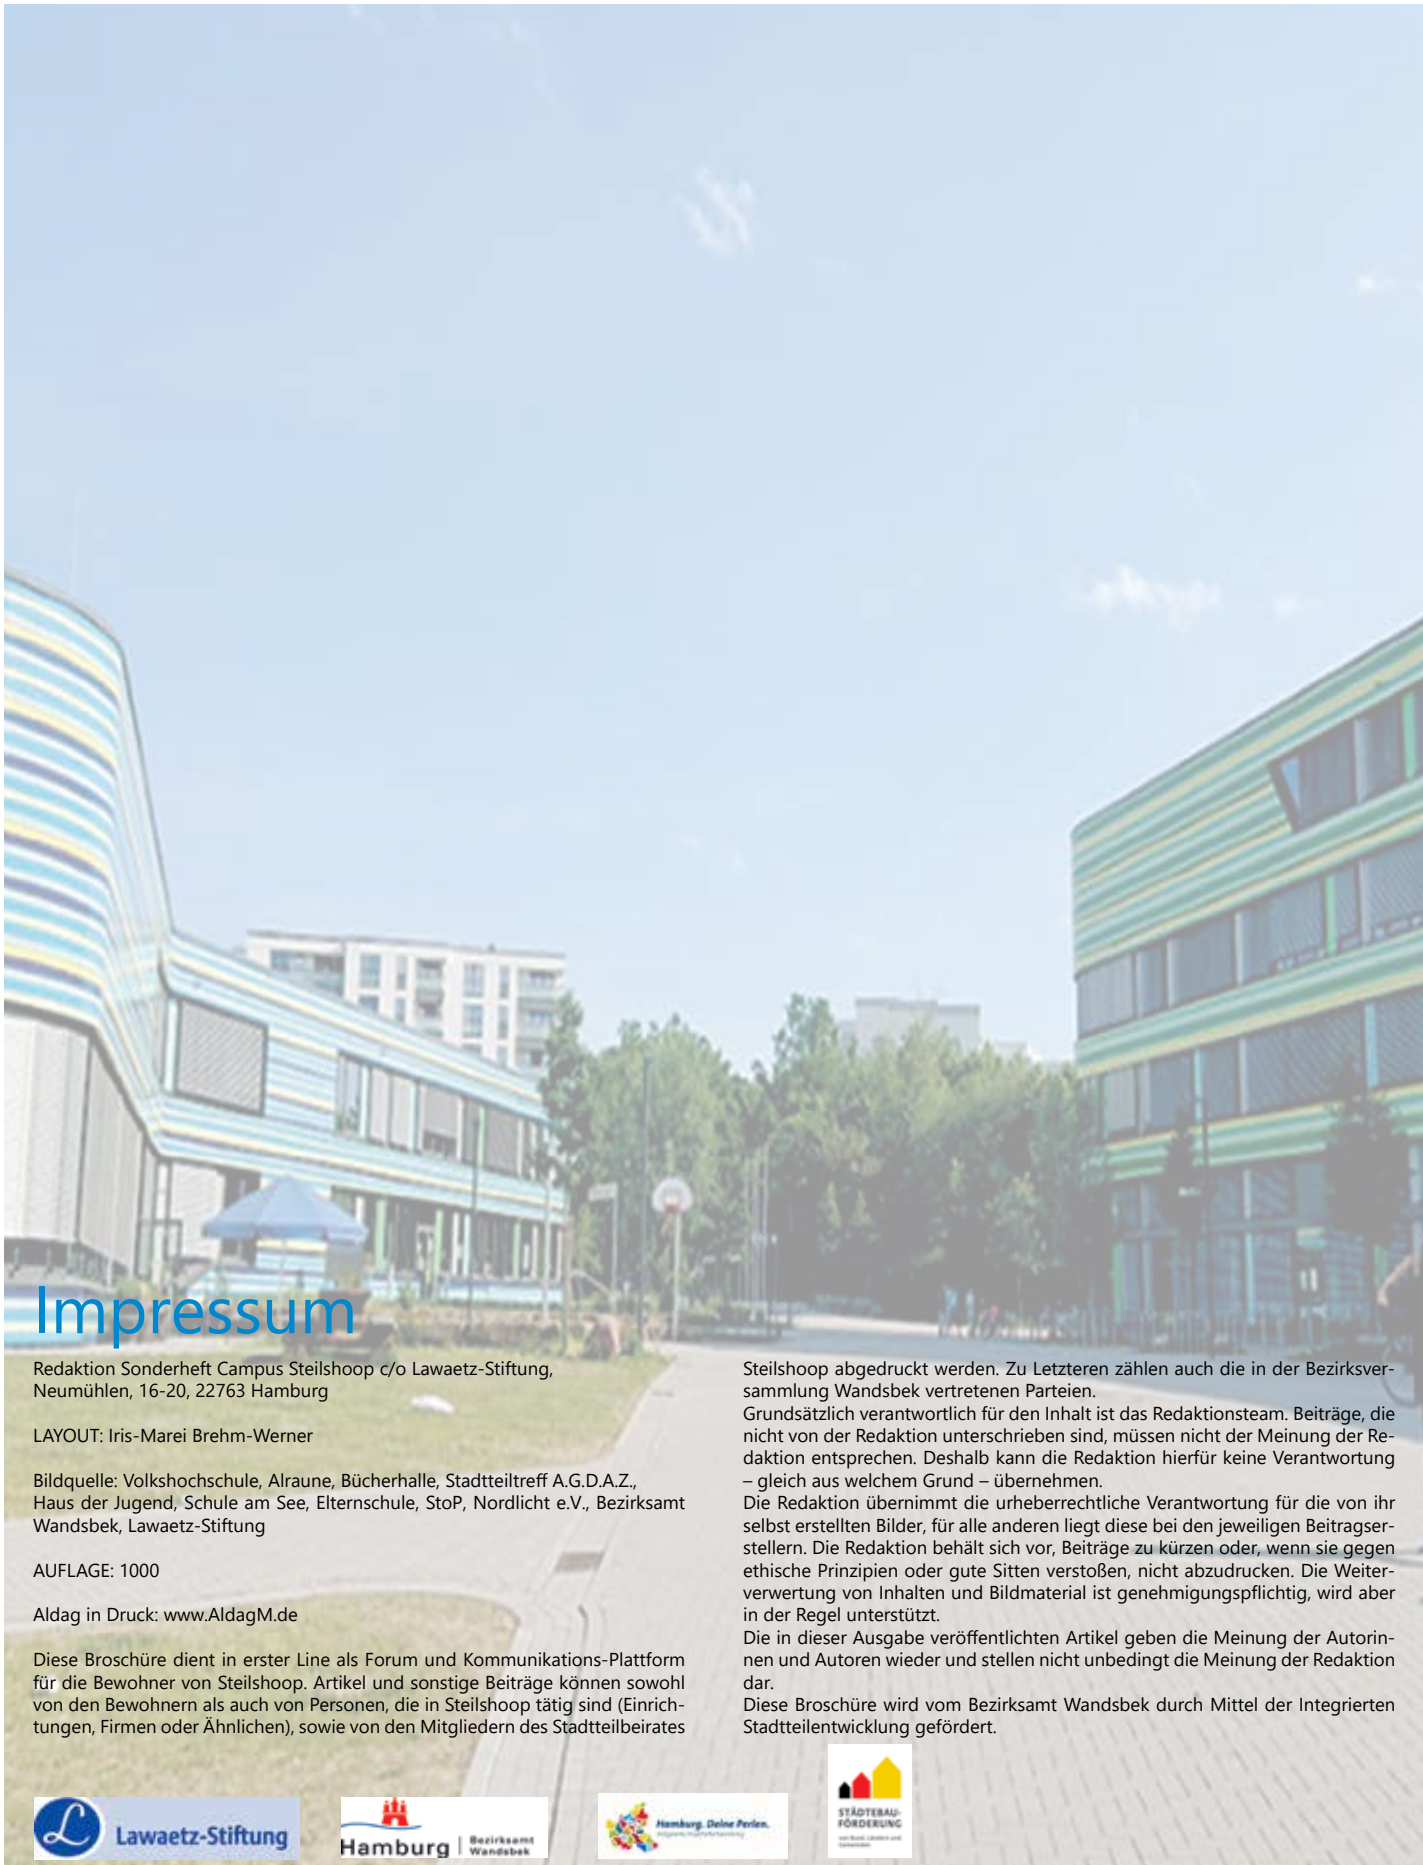 Impressum
Redaktion Sonderheft Campus Steilshoop c/o Lawaetz-Stiftung,
Neumühlen, 16-20, 22763 Hamburg
LAYOUT: Iris-Marei Brehm-Werner
Bildquelle: Volkshochschule, Alraune, Bücherhalle, Stadtteiltreff A.G.D.A.Z.,
Haus der Jugend, Schule am See, Elternschule, StoP, Nordlicht e.V., Bezirksamt
Wandsbek, Lawaetz-Stiftung
AUFLAGE: 1000
Aldag in Druck: www.AldagM.de
Diese Broschüre dient in erster Line als Forum und Kommunikations-Plattform
für die Bewohner von Steilshoop. Artikel und sonstige Beiträge können sowohl
von den Bewohnern als auch von Personen, die in Steilshoop tätig sind (Einrich-
tungen, Firmen oder Ähnlichen), sowie von den Mitgliedern des Stadtteilbeirates
Steilshoop abgedruckt werden. Zu Letzteren zählen auch die in der Bezirksver-
sammlung Wandsbek vertretenen Parteien.
Grundsätzlich verantwortlich für den Inhalt ist das Redaktionsteam. Beiträge, die
nicht von der Redaktion unterschrieben sind, müssen nicht der Meinung der Re-
daktion entsprechen. Deshalb kann die Redaktion hierfür keine Verantwortung
– gleich aus welchem Grund – übernehmen.
Die Redaktion übernimmt die urheberrechtliche Verantwortung für die von ihr
selbst erstellten Bilder, für alle anderen liegt diese bei den jeweiligen Beitragser-
stellern. Die Redaktion behält sich vor, Beiträge zu kürzen oder, wenn sie gegen
ethische Prinzipien oder gute Sitten verstoßen, nicht abzudrucken. Die Weiter-
verwertung von Inhalten und Bildmaterial ist genehmigungspflichtig, wird aber
in der Regel unterstützt.
Die in dieser Ausgabe veröffentlichten Artikel geben die Meinung der Autorin-
nen und Autoren wieder und stellen nicht unbedingt die Meinung der Redaktion
dar.
Diese Broschüre wird vom Bezirksamt Wandsbek durch Mittel der Integrierten
Stadtteilentwicklung gefördert.
L Lawaetz-Stiftung
Hamburg | Bezirksamt
Wandsbek
Hamburg. Deine Perlen.
STÄDTEBAU-
FÖRDERUNG
von Bund, Ländern und
Gemeinden